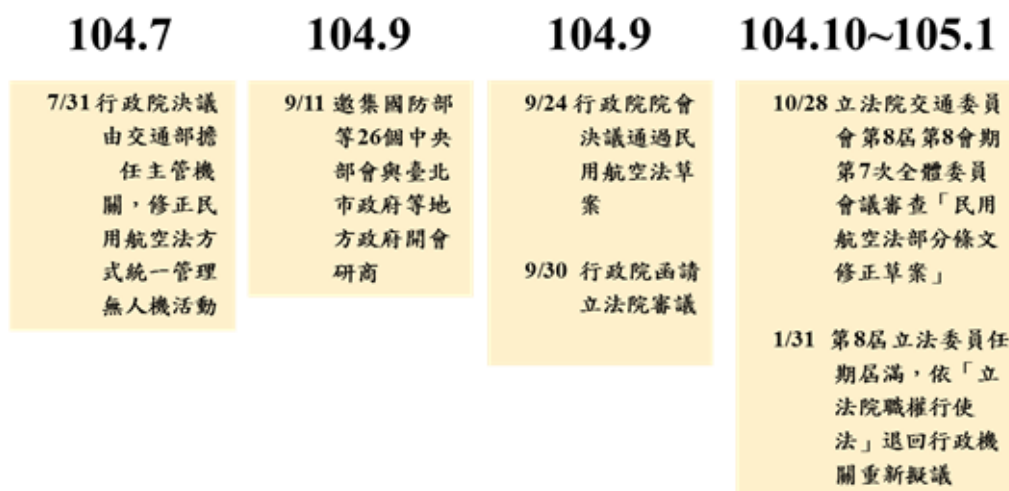 104.7
7/31 行政院決議
由交通部擔
任主管機
關，修正民
用航空法方
式統一管理
無人機活動
104.9
9/11 邀集國防部
等26個中央
部會與臺北
市政府等地
方政府開會
研商
104.9
9/24 行政院院會
決議通過民
用航空法草
案
9/30 行政院函請
立法院審議
104.10~105.1
10/28 立法院交通委員
會第8屆第8會期
第7次全體委員
會議審查「民用
航空法部分條文
修正草案」
1/31 第8屆立法委員任
期屆滿，依「立
法院職權行使
法」退回行政機
關重新擬議